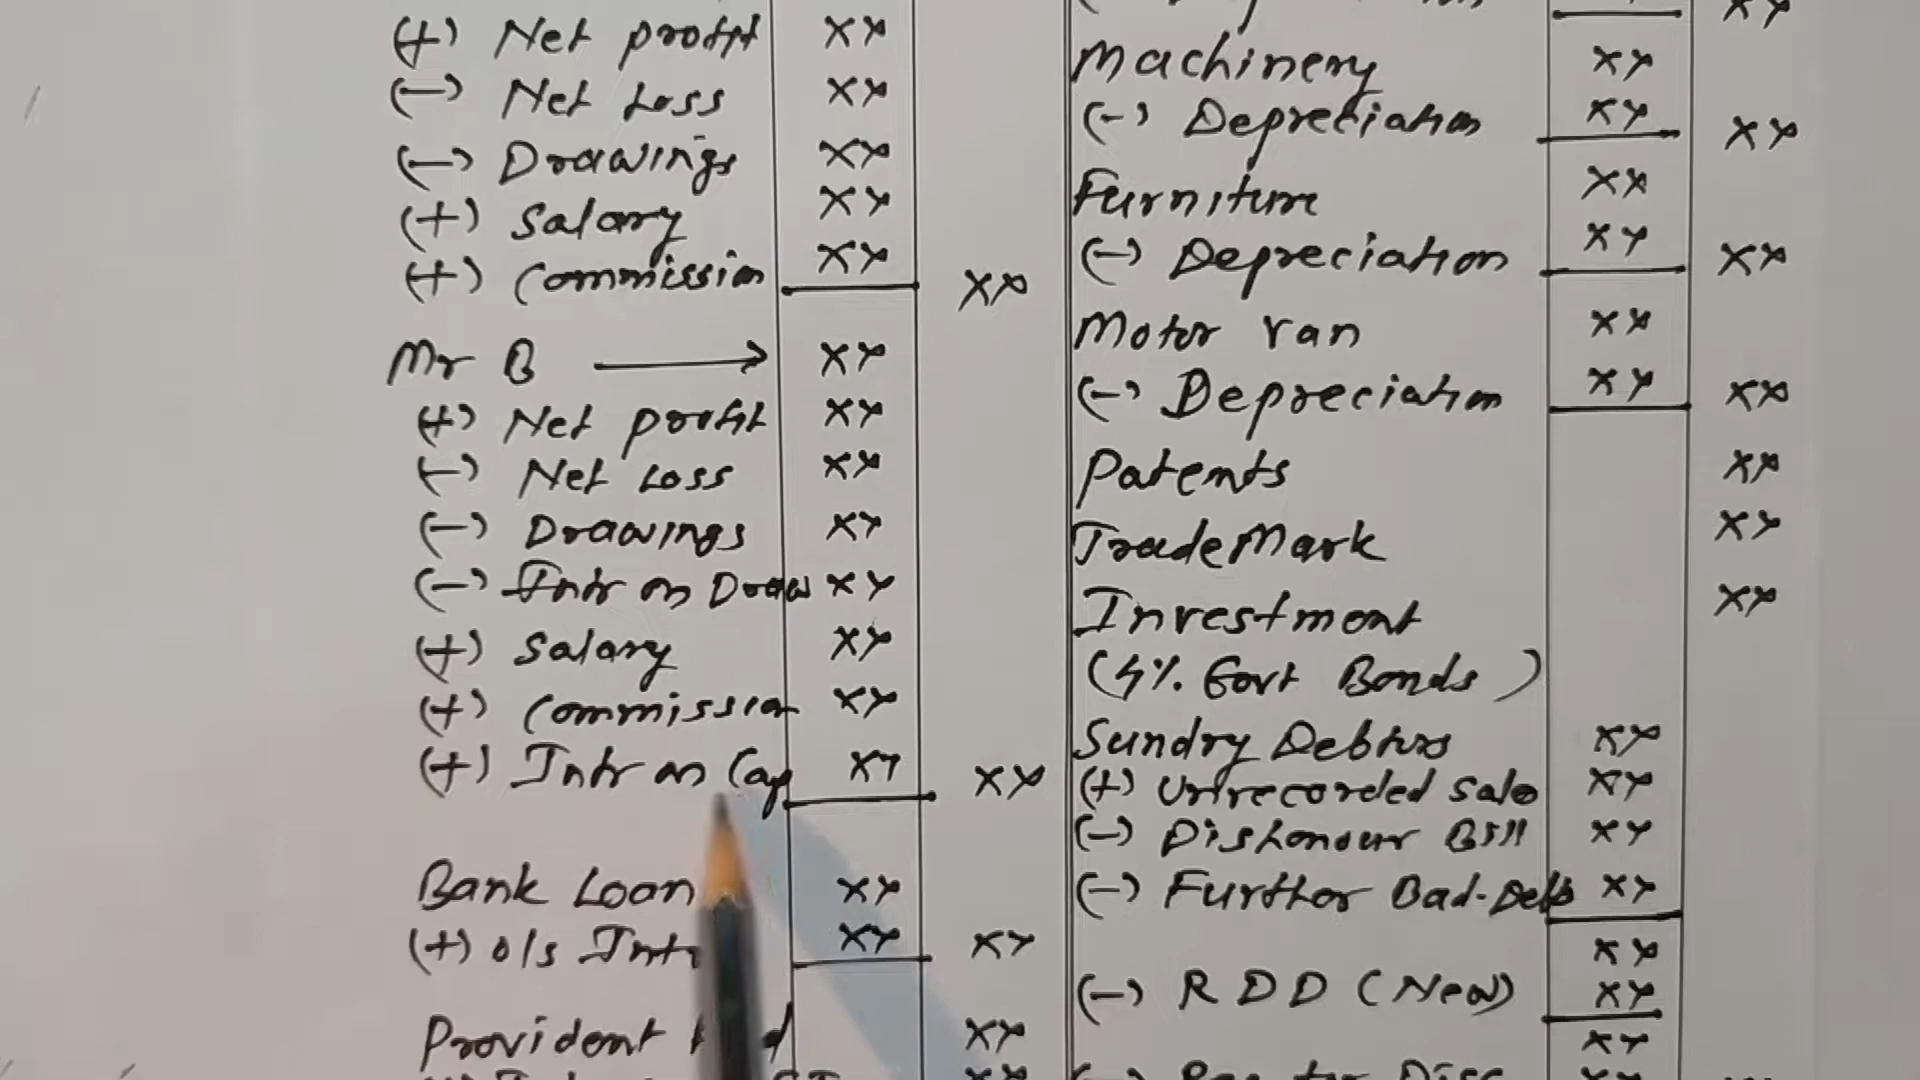 (+) Net profit XX
(-) Net Loss XX
(-) Drawings XX
(+) Salary XX
(+) Commission XX XX
Mr B → XX
(+) Net profit XX
(-) Net Loss XX
(-) Drawings XX
(-) Intr on Draw XX
(+) Salary XX
(+) Commission XX
(+) Intr on Cap XX XX
Bank Loan XX
(+) o/s Intr XX XX
Provident XX
XX
XX
Machinery XX
(-) Depreciation XX XX
Furniture XX
(-) Depreciation XX XX
Motor Van XX
(-) Depreciation XX XX
Patents XX
TradeMark XX
Investment XX
(4% Govt Bonds)
Sundry Debtors XX
(+) Unrecorded Sale XX
(-) Dishonour Bill XX
(-) Further Bad-Debts XX
XX
(-) R D D (New) XX
XX